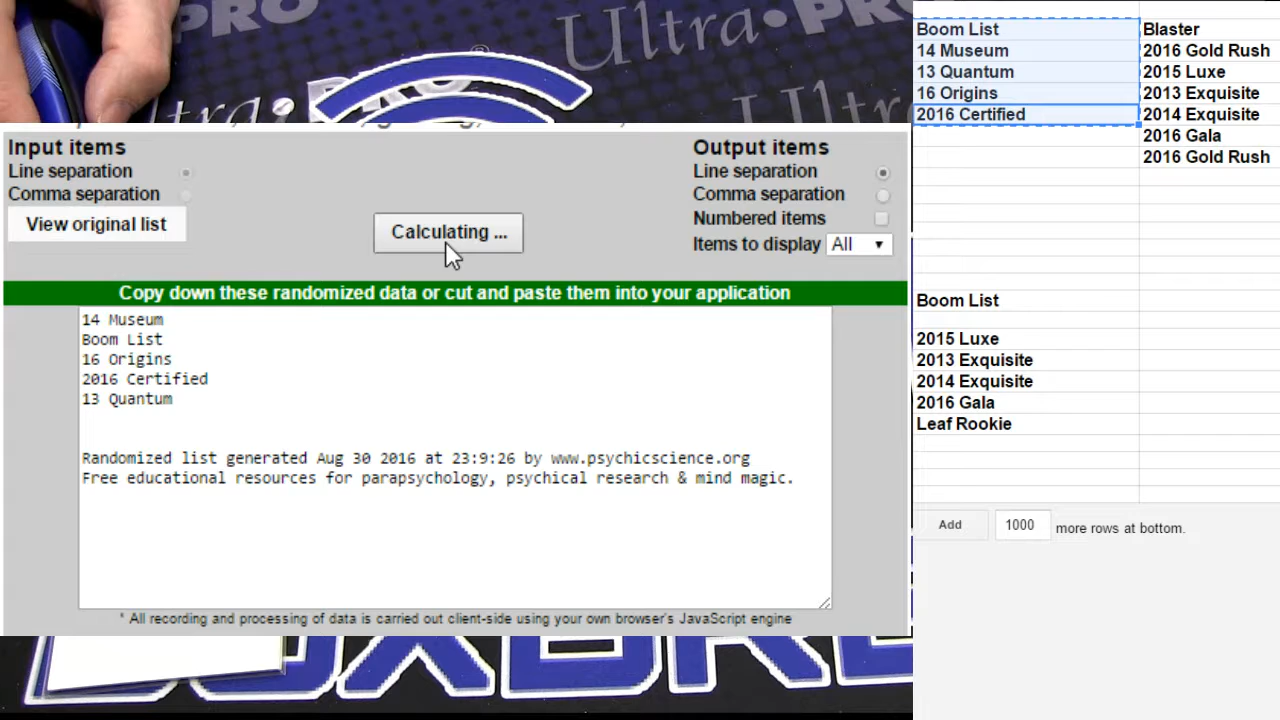 PRO
Ultra•PRO
Ultra
Input items
Line separation
Comma separation
View original list
Calculating ...
Output items
Line separation
Comma separation
Numbered items
Items to display All
Copy down these randomized data or cut and paste them into your application
14 Museum
Boom List
16 Origins
2016 Certified
13 Quantum
Randomized list generated Aug 30 2016 at 23:9:26 by www.psychicscience.org
Free educational resources for parapsychology, psychical research & mind magic.
* All recording and processing of data is carried out client-side using your own browser's JavaScript engine
Boom List Blaster
14 Museum 2016 Gold Rush
13 Quantum 2015 Luxe
16 Origins 2013 Exquisite
2016 Certified 2014 Exquisite
2016 Gala
2016 Gold Rush
Boom List
2015 Luxe
2013 Exquisite
2014 Exquisite
2016 Gala
Leaf Rookie
Add 1000 more rows at bottom.